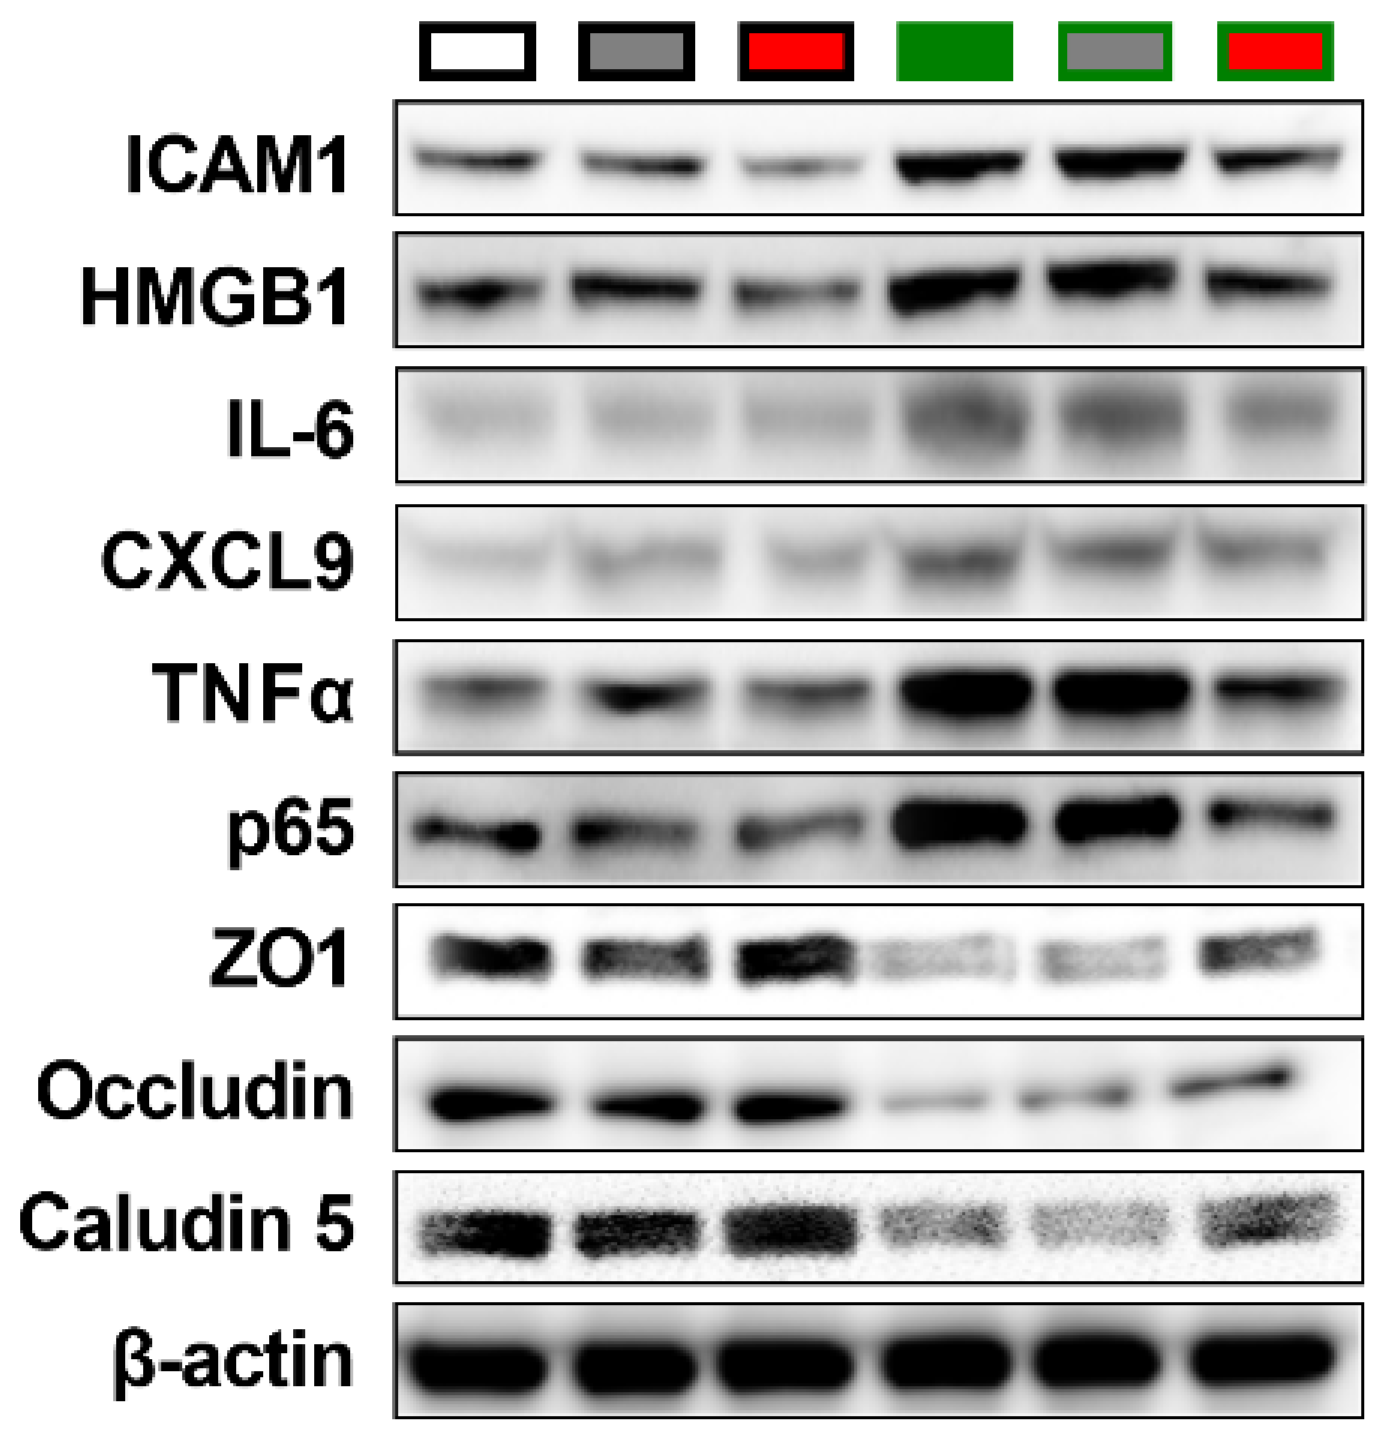 ICAM1
HMGB1
IL-6
CXCL9
TNFα
p65
ZO1
Occludin
Caludin 5
β-actin